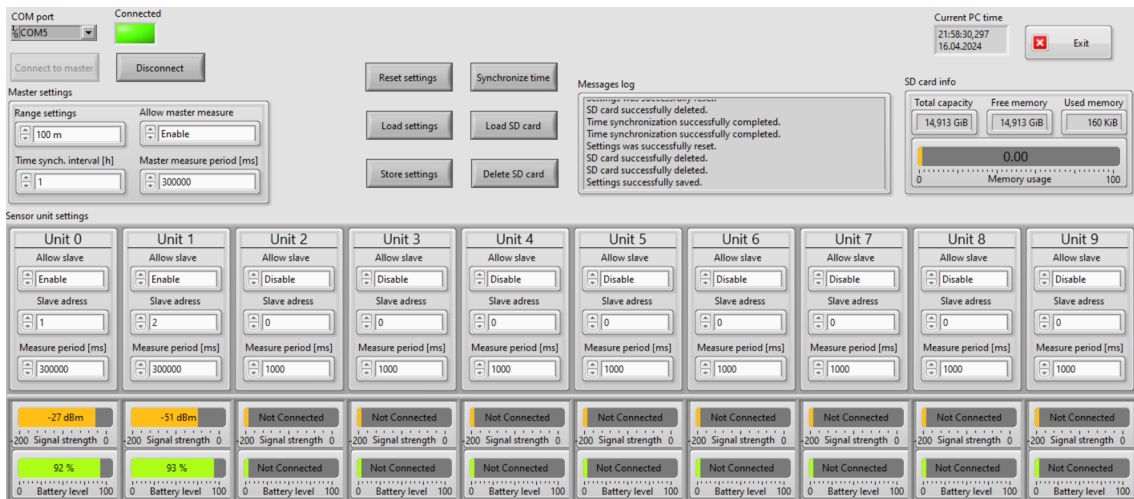 COM port
Connected
COM5
Connect to master
Disconnect
Current PC time
21:58:30,297
16.04.2024
Exit
Master settings
Range settings
100 m
Allow master measure
Enable
Time synch. interval [h]
1
Master measure period [ms]
300000
Reset settings
Synchronize time
Load settings
Load SD card
Store settings
Delete SD card
Messages log
Settings was successfully reset.
SD card successfully deleted.
Time synchronization successfully completed.
Time synchronization successfully completed.
Settings was successfully reset.
SD card successfully deleted.
SD card successfully deleted.
Settings successfully saved.
SD card info
Total capacity Free memory Used memory
14,913 GiB 14,913 GiB 160 KiB
0.00
0 Memory usage 100
Sensor unit settings
Unit 0 Unit 1 Unit 2 Unit 3 Unit 4 Unit 5 Unit 6 Unit 7 Unit 8 Unit 9
Allow slave Allow slave Allow slave Allow slave Allow slave Allow slave Allow slave Allow slave Allow slave Allow slave
Enable Enable Disable Disable Disable Disable Disable Disable Disable Disable
Slave adress Slave adress Slave adress Slave adress Slave adress Slave adress Slave adress Slave adress Slave adress Slave adress
1 2 0 0 0 0 0 0 0 0
Measure period [ms] Measure period [ms] Measure period [ms] Measure period [ms] Measure period [ms] Measure period [ms] Measure period [ms] Measure period [ms] Measure period [ms] Measure period [ms]
300000 300000 1000 1000 1000 1000 1000 1000 1000 1000
-27 dBm -51 dBm Not Connected Not Connected Not Connected Not Connected Not Connected Not Connected Not Connected Not Connected
-200 Signal strength 0 -200 Signal strength 0 -200 Signal strength 0 -200 Signal strength 0 -200 Signal strength 0 -200 Signal strength 0 -200 Signal strength 0 -200 Signal strength 0 -200 Signal strength 0 -200 Signal strength 0
92 % 93 % Not Connected Not Connected Not Connected Not Connected Not Connected Not Connected Not Connected Not Connected
0 Battery level 100 0 Battery level 100 0 Battery level 100 0 Battery level 100 0 Battery level 100 0 Battery level 100 0 Battery level 100 0 Battery level 100 0 Battery level 100 0 Battery level 100